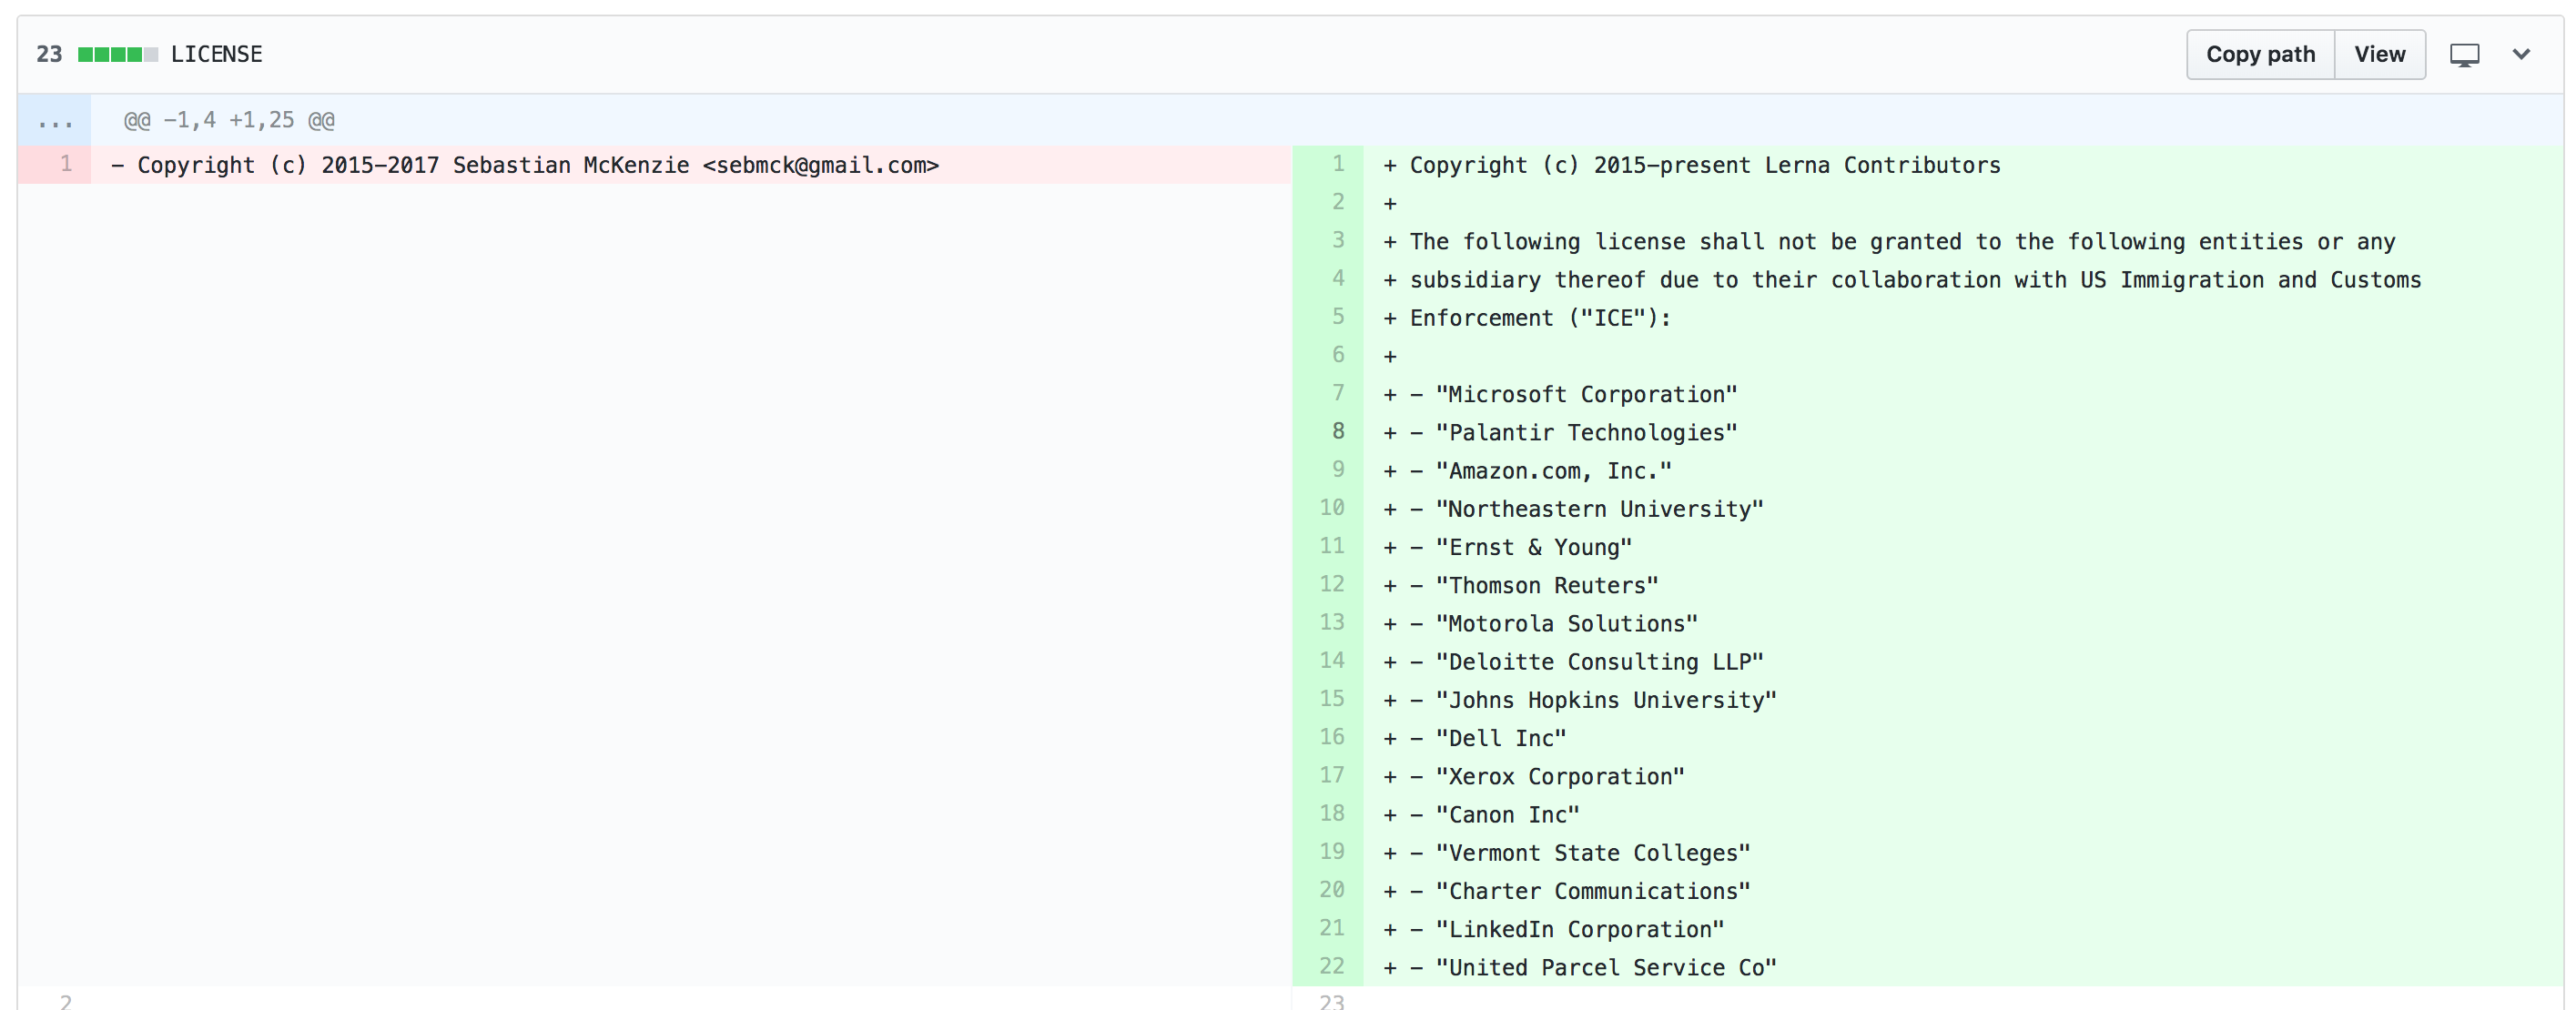 23 LICENSE Copy path View
... @@ -1,4 +1,25 @@
1 - Copyright (c) 2015-2017 Sebastian McKenzie <sebmck@gmail.com>
1 + Copyright (c) 2015-present Lerna Contributors
2 +
3 + The following license shall not be granted to the following entities or any
4 + subsidiary thereof due to their collaboration with US Immigration and Customs
5 + Enforcement ("ICE"):
6 +
7 + - "Microsoft Corporation"
8 + - "Palantir Technologies"
9 + - "Amazon.com, Inc."
10 + - "Northeastern University"
11 + - "Ernst & Young"
12 + - "Thomson Reuters"
13 + - "Motorola Solutions"
14 + - "Deloitte Consulting LLP"
15 + - "Johns Hopkins University"
16 + - "Dell Inc"
17 + - "Xerox Corporation"
18 + - "Canon Inc"
19 + - "Vermont State Colleges"
20 + - "Charter Communications"
21 + - "LinkedIn Corporation"
22 + - "United Parcel Service Co"
2 23